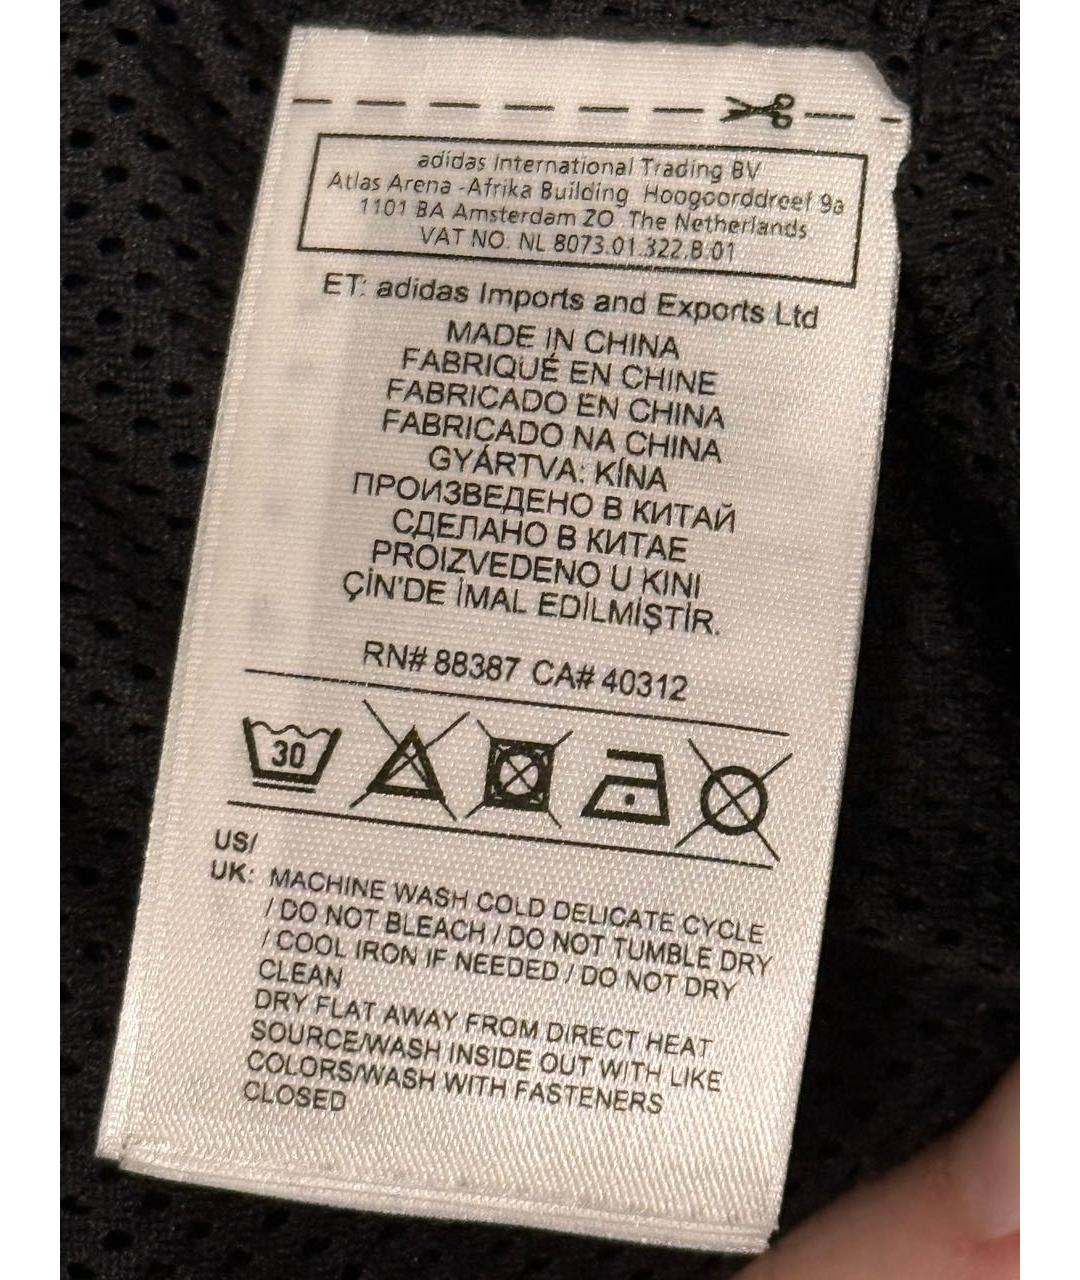 adidas International Trading BV
Atlas Arena -Afrika Building Hoogoorddreef 9a
1101 BA Amsterdam ZO The Netherlands
VAT NO. NL 8073.01.322.B.01
ET: adidas Imports and Exports Ltd
MADE IN CHINA
FABRIQUÉ EN CHINE
FABRICADO EN CHINA
FABRICADO NA CHINA
GYÁRTVA: KÍNA
ПРОИЗВЕДЕНО В КИТАЙ
СДЕЛАНО В КИТАЕ
PROIZVEDENO U KINI
ÇİN'DE İMAL EDİLMİŞTİR.
RN# 88387 CA# 40312
30
US/
UK: MACHINE WASH COLD DELICATE CYCLE
/ DO NOT BLEACH / DO NOT TUMBLE DRY
/ COOL IRON IF NEEDED / DO NOT DRY
CLEAN
DRY FLAT AWAY FROM DIRECT HEAT
SOURCE/WASH INSIDE OUT WITH LIKE
COLORS/WASH WITH FASTENERS
CLOSED